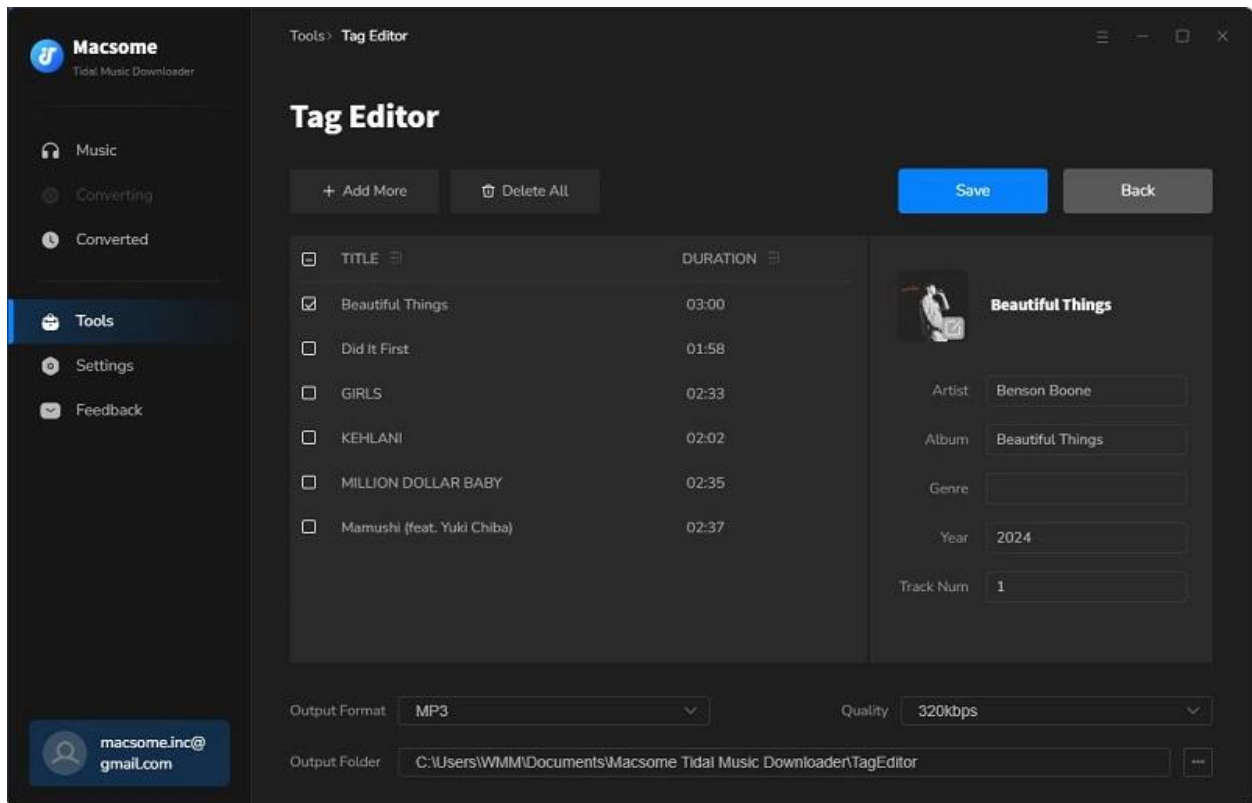 Macsome
Tidal Music Downloader
Music
Converting
Converted
Tools
Settings
Feedback
macsome.inc@
gmail.com
Tools> Tag Editor
Tag Editor
+ Add More
Delete All
Save
Back
TITLE DURATION
Beautiful Things 03:00
Did It First 01:58
GIRLS 02:33
KEHLANI 02:02
MILLION DOLLAR BABY 02:35
Mamushi (feat. Yuki Chiba) 02:37
Beautiful Things
Artist Benson Boone
Album Beautiful Things
Genre
Year 2024
Track Num 1
Output Format MP3 Quality 320kbps
Output Folder C:\Users\WMM\Documents\Macsome Tidal Music Downloader\TagEditor